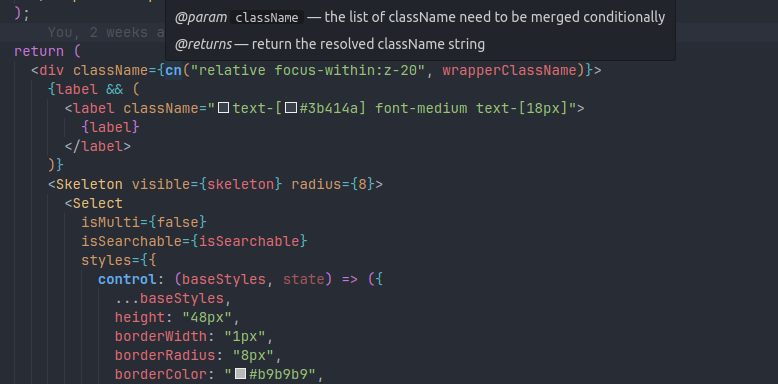 @param className — the list of className need to be merged conditionally
@returns — return the resolved className string
);
You, 2 weeks a
return (
<div className={cn("relative focus-within:z-20", wrapperClassName)}>
{label && (
<label className="text-[#3b414a] font-medium text-[18px]">
{label}
</label>
)}
<Skeleton visible={skeleton} radius={8}>
<Select
isMulti={false}
isSearchable={isSearchable}
styles={{
control: (baseStyles, state) => ({
...baseStyles,
height: "48px",
borderWidth: "1px",
borderRadius: "8px",
borderColor: "#b9b9b9",